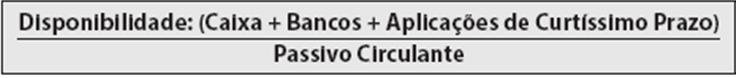 Disponibilidade: (Caixa + Bancos + Aplicações de Curtíssimo Prazo)
Passivo Circulante